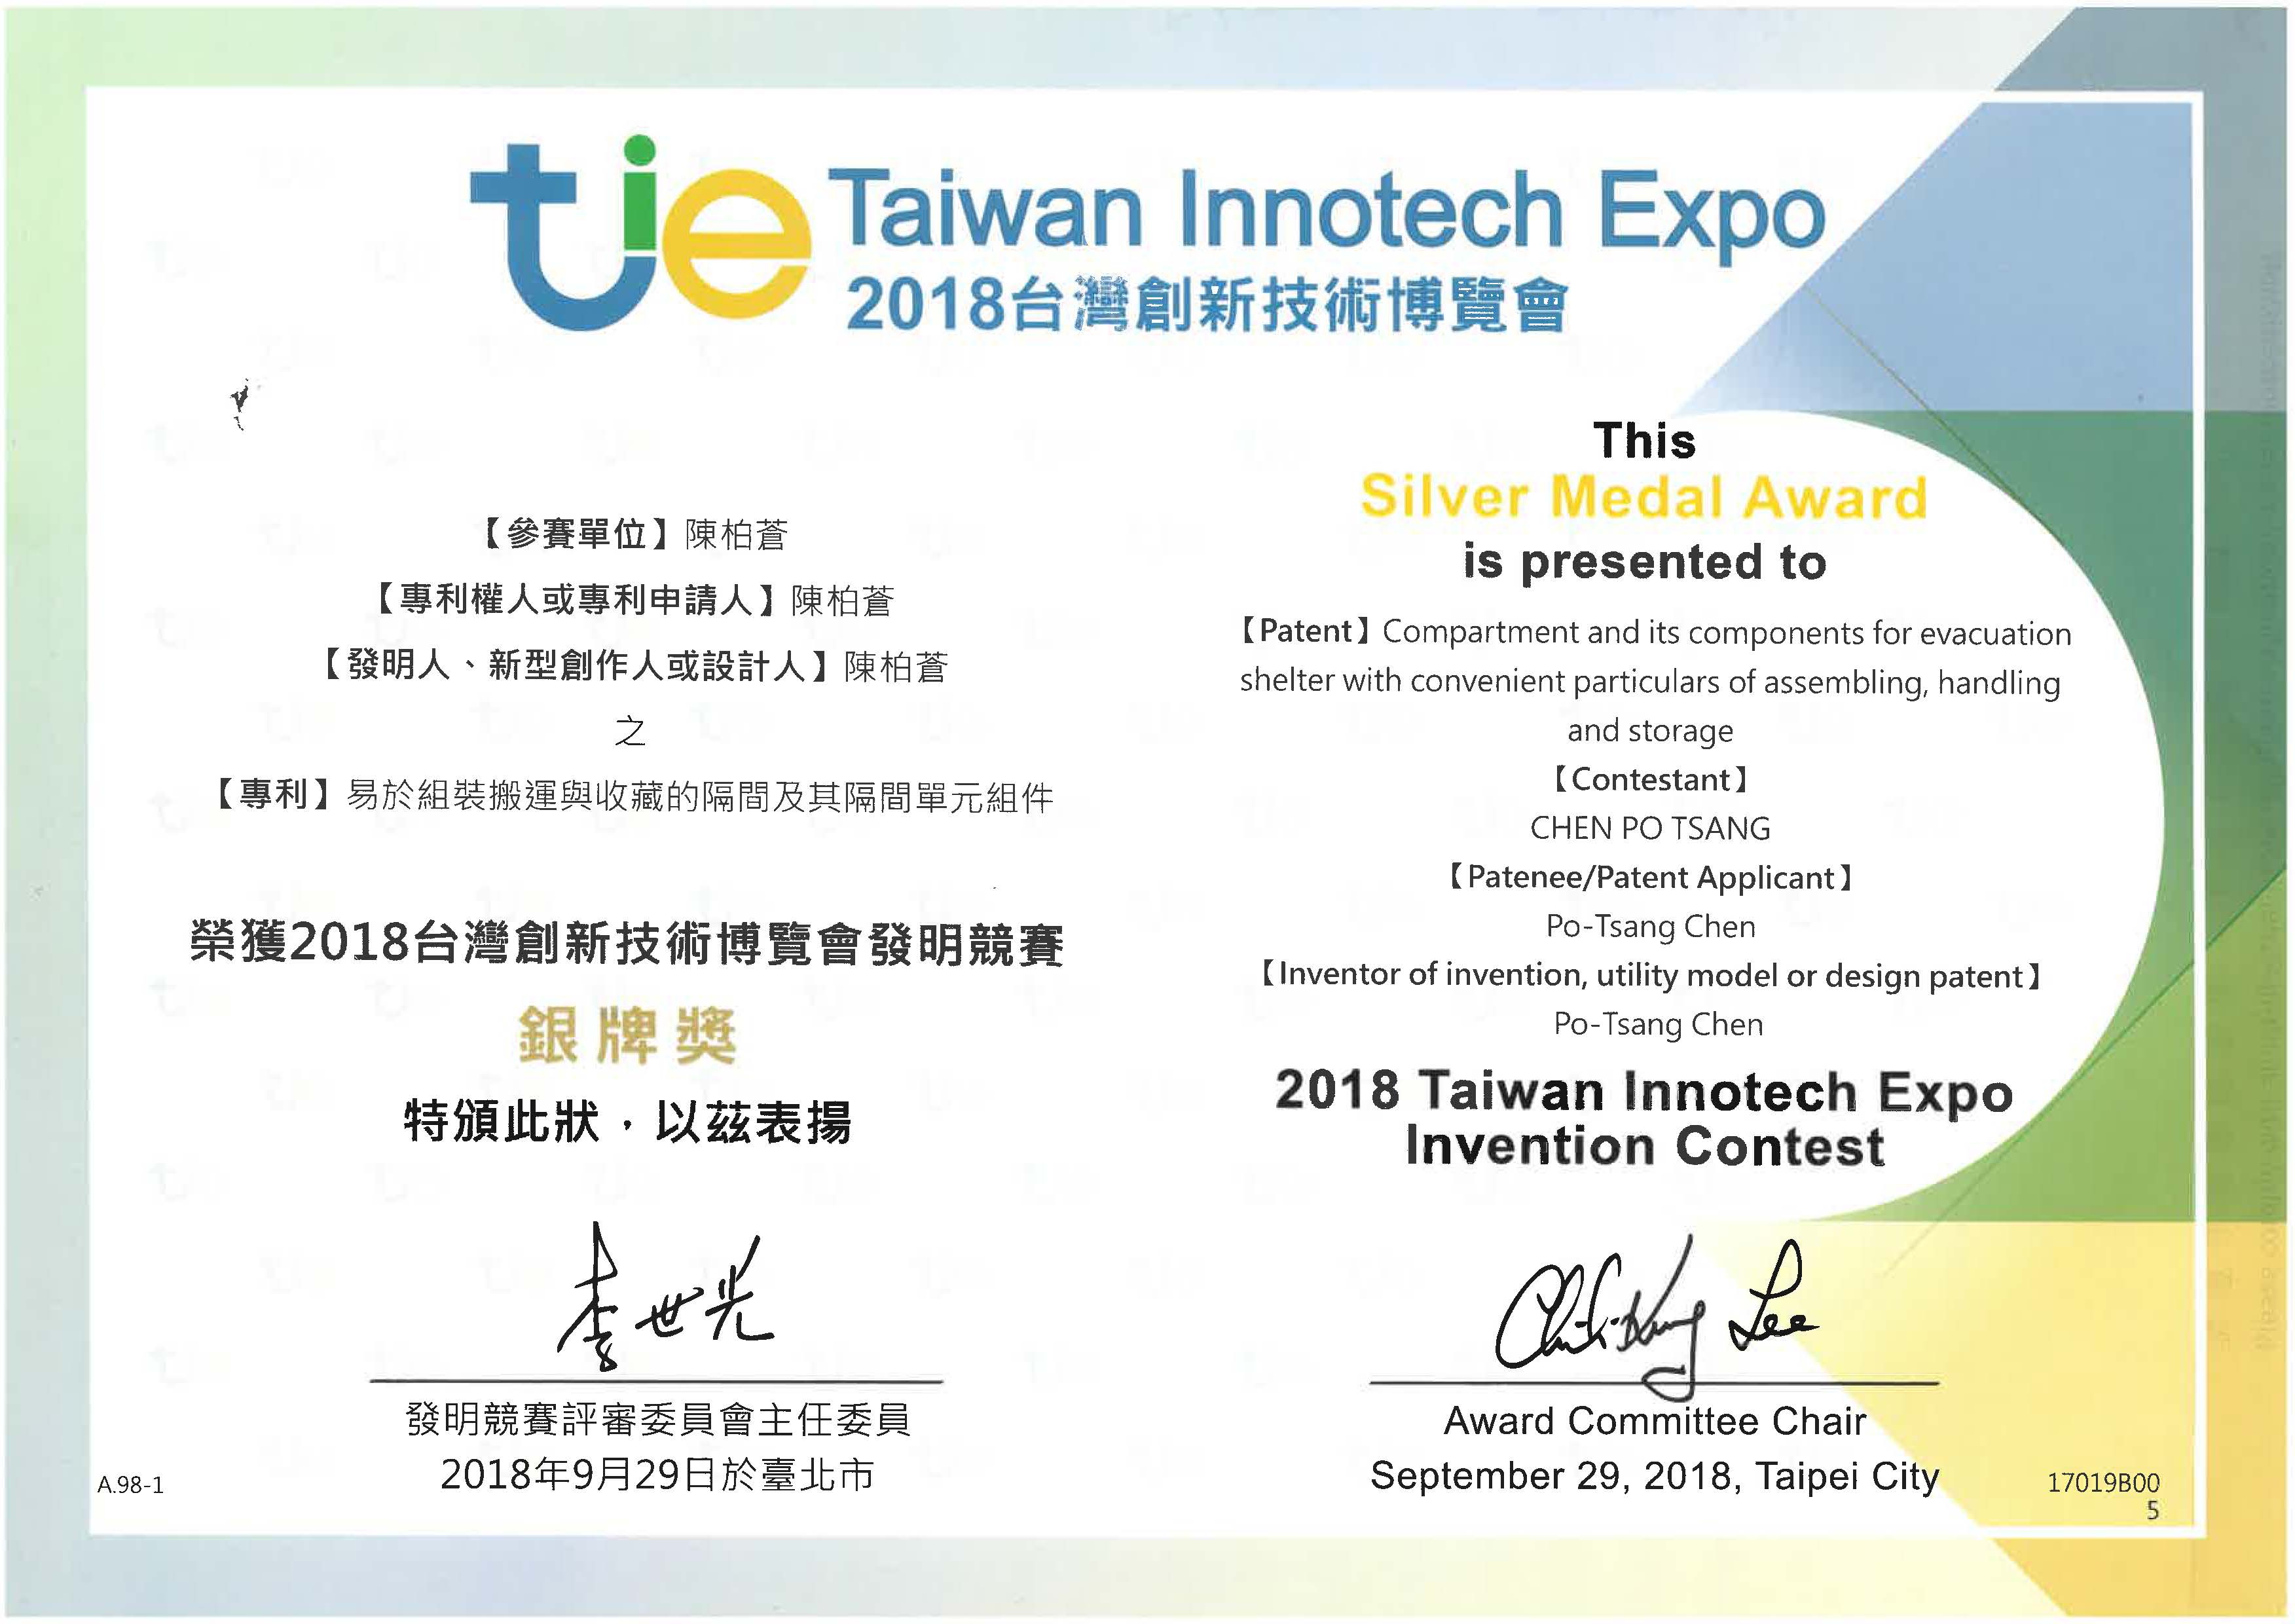 tie Taiwan Innotech Expo
2018台灣創新技術博覽會
【參賽單位】陳柏蒼
【專利權人或專利申請人】陳柏蒼
【發明人、新型創作人或設計人】陳柏蒼
之
【專利】易於組裝搬運與收藏的隔間及其隔間單元組件
榮獲2018台灣創新技術博覽會發明競賽
銀牌獎
特頒此狀，以茲表揚
李世光
發明競賽評審委員會主任委員
2018年9月29日於臺北市
A.98-1
This
Silver Medal Award
is presented to
【Patent】Compartment and its components for evacuation
shelter with convenient particulars of assembling, handling
and storage
【Contestant】
CHEN PO TSANG
【Patenee/Patent Applicant】
Po-Tsang Chen
【Inventor of invention, utility model or design patent】
Po-Tsang Chen
2018 Taiwan Innotech Expo
Invention Contest
Lee
Award Committee Chair
September 29, 2018, Taipei City
17019B00
5